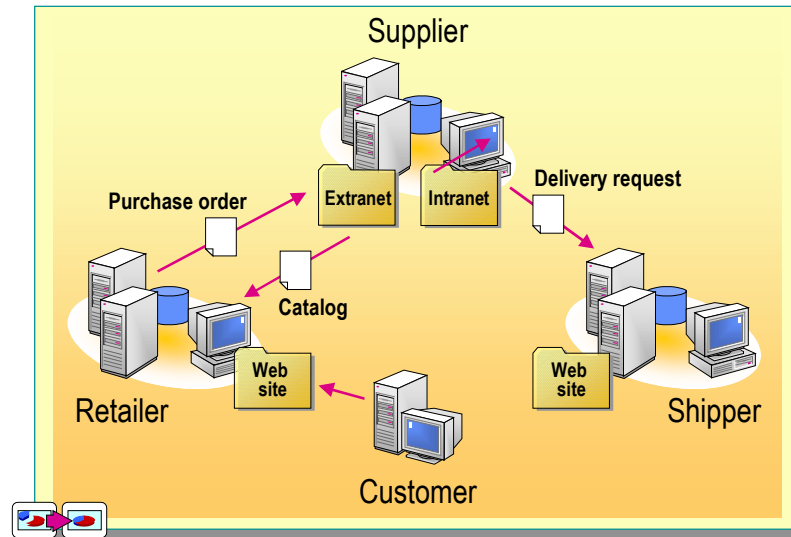 Supplier
Extranet
Intranet
Delivery request
Purchase order
Catalog
Web
site
Web
site
Retailer
Shipper
Customer